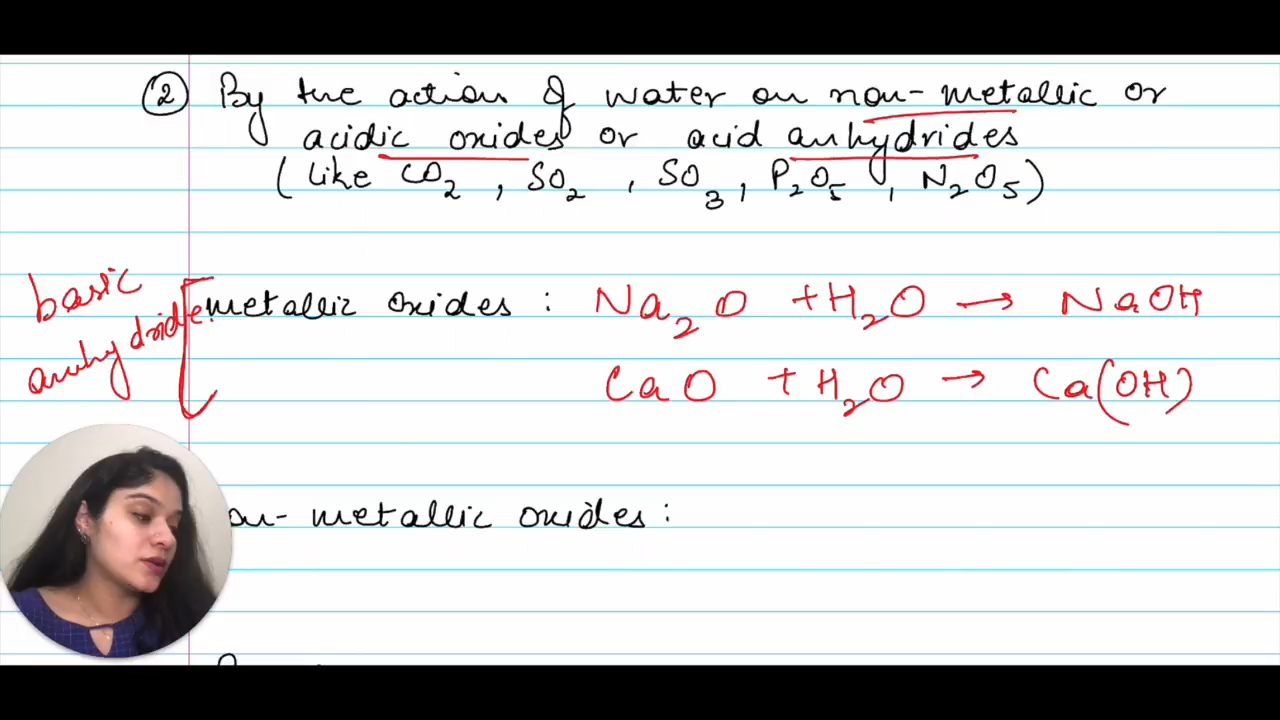 ② By the action of water on non-metallic or
acidic oxides or acid anhydrides
(like CO₂, SO₂, SO₃, P₂O₅, N₂O₅)
basic
anhydride
metallic oxides : Na₂O + H₂O → NaOH
CaO + H₂O → Ca(OH)
on-metallic oxides :